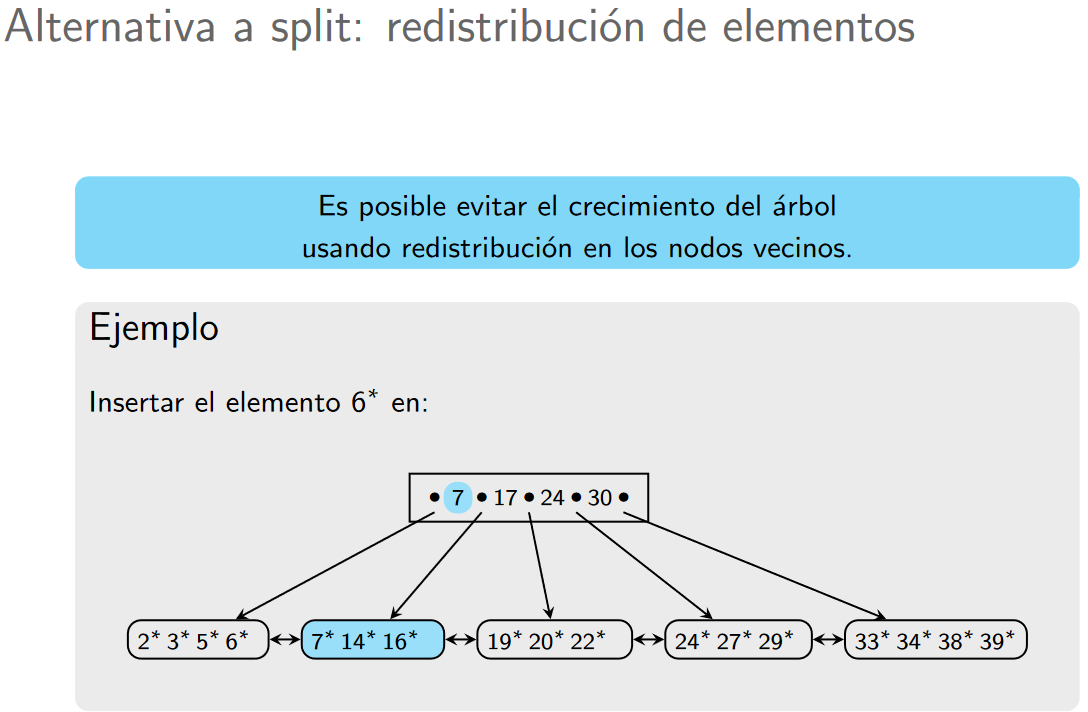 Alternativa a split: redistribución de elementos
Es posible evitar el crecimiento del árbol
usando redistribución en los nodos vecinos.
Ejemplo
Insertar el elemento 6* en:
• 7 • 17 • 24 • 30 •
2* 3* 5* 6*
7* 14* 16*
19* 20* 22*
24* 27* 29*
33* 34* 38* 39*